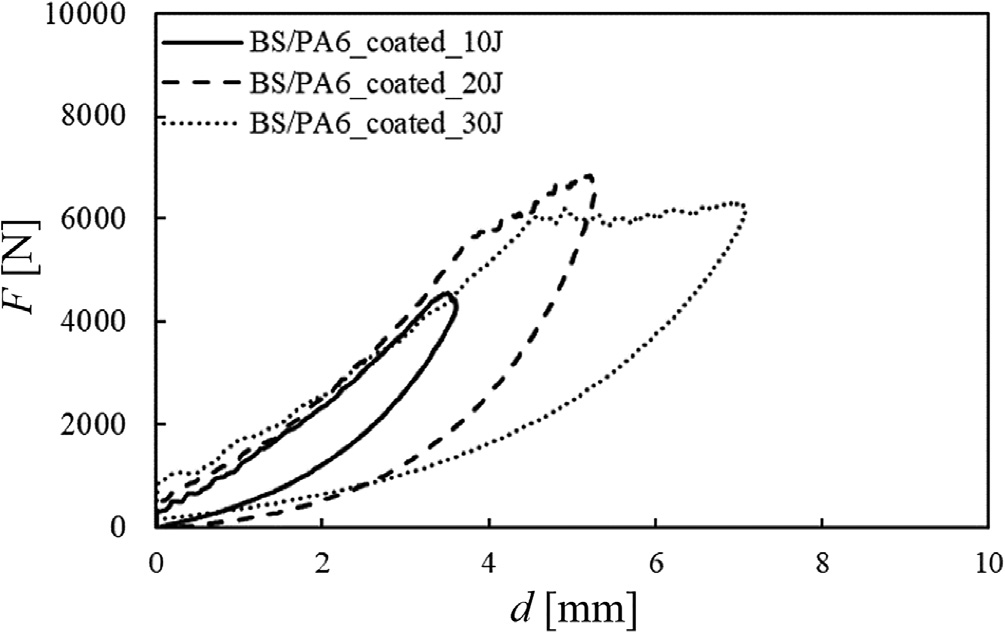 10000
8000
6000
4000
2000
0
F [N]
BS/PA6_coated_10J
BS/PA6_coated_20J
BS/PA6_coated_30J
0 2 4 6 8 10
d [mm]